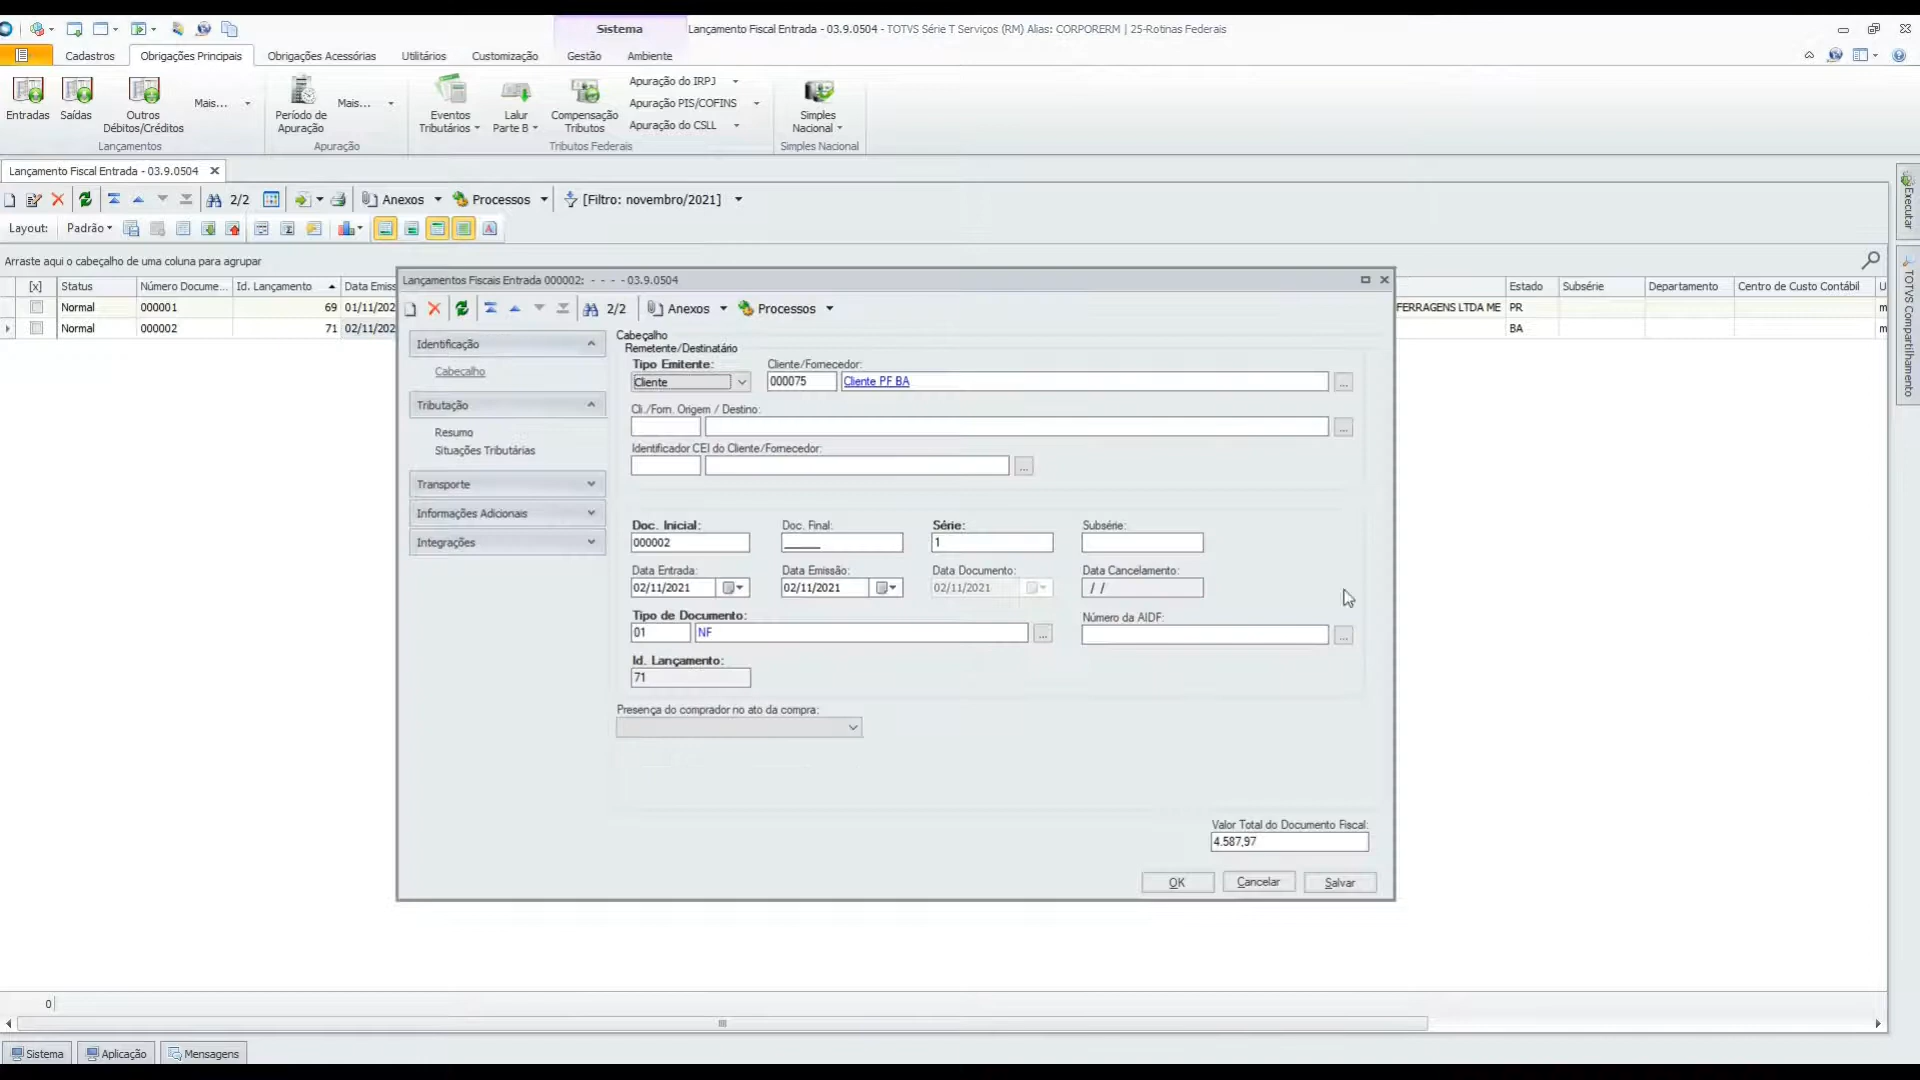 Sistema
Lançamento Fiscal Entrada - 03.9.0504 - TOTVS Série T Serviços (RM) Alias: CORPORERM | 25-Rotinas Federais
Cadastros
Obrigações Principais
Obrigações Acessórias
Utilitários
Customização
Gestão
Ambiente
Entradas
Saídas
Outros Débitos/Créditos
Mais...
Lançamentos
Período de Apuração
Mais...
Apuração
Eventos Tributários
Lalur Parte B
Compensação Tributos
Apuração do IRPJ
Apuração PIS/COFINS
Apuração do CSLL
Tributos Federais
Simples Nacional
Simples Nacional
Lançamento Fiscal Entrada - 03.9.0504
2/2
Anexos
Processos
[Filtro: novembro/2021]
Layout:
Padrão
Arraste aqui o cabeçalho de uma coluna para agrupar
[x] Status Número Docume... Id. Lançamento Data Emiss
Estado Subsérie Departamento Centro de Custo Contábil U
Normal 000001 69 01/11/202
FERRAGENS LTDA ME PR m
Normal 000002 71 02/11/202
BA m
Executar
TOTVS Compartilhamento
Lançamentos Fiscais Entrada 000002: - - - - 03.9.0504
2/2
Anexos
Processos
Identificação
Cabeçalho
Tributação
Resumo
Situações Tributárias
Transporte
Informações Adicionais
Integrações
Cabeçalho
Remetente/Destinatário
Tipo Emitente:
Cliente/Fornecedor:
Cliente
000075
Cliente PF BA
...
Cli./Forn. Origem / Destino:
...
Identificador CEI do Cliente/Fornecedor:
...
Doc. Inicial:
Doc. Final:
Série:
Subsérie:
000002
______
1
Data Entrada:
Data Emissão:
Data Documento:
Data Cancelamento:
02/11/2021
02/11/2021
02/11/2021
/ /
Tipo de Documento:
Número da AIDF:
01
NF
...
...
Id. Lançamento:
71
Presença do comprador no ato da compra:
Valor Total do Documento Fiscal:
4.587,97
OK
Cancelar
Salvar
0
Sistema
Aplicação
Mensagens